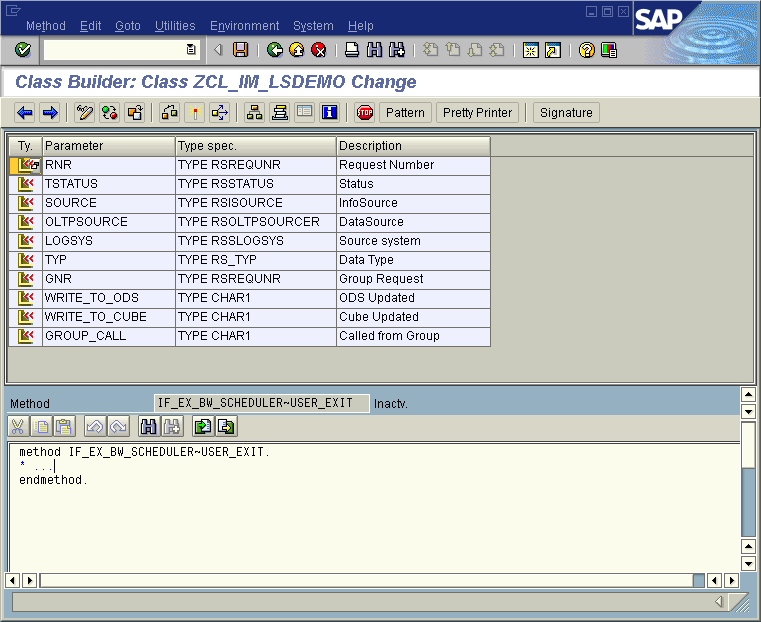 Method Edit Goto Utilities Environment System Help
SAP
Class Builder: Class ZCL_IM_LSDEMO Change
Pattern Pretty Printer Signature
Ty. Parameter Type spec. Description
RNR TYPE RSREQUNR Request Number
TSTATUS TYPE RSSTATUS Status
SOURCE TYPE RSISOURCE InfoSource
OLTPSOURCE TYPE RSOLTPSOURCER DataSource
LOGSYS TYPE RSSLOGSYS Source system
TYP TYPE RS_TYP Data Type
GNR TYPE RSREQUNR Group Request
WRITE_TO_ODS TYPE CHAR1 ODS Updated
WRITE_TO_CUBE TYPE CHAR1 Cube Updated
GROUP_CALL TYPE CHAR1 Called from Group
Method IF_EX_BW_SCHEDULER~USER_EXIT Inactv.
method IF_EX_BW_SCHEDULER~USER_EXIT.
* ...
endmethod.